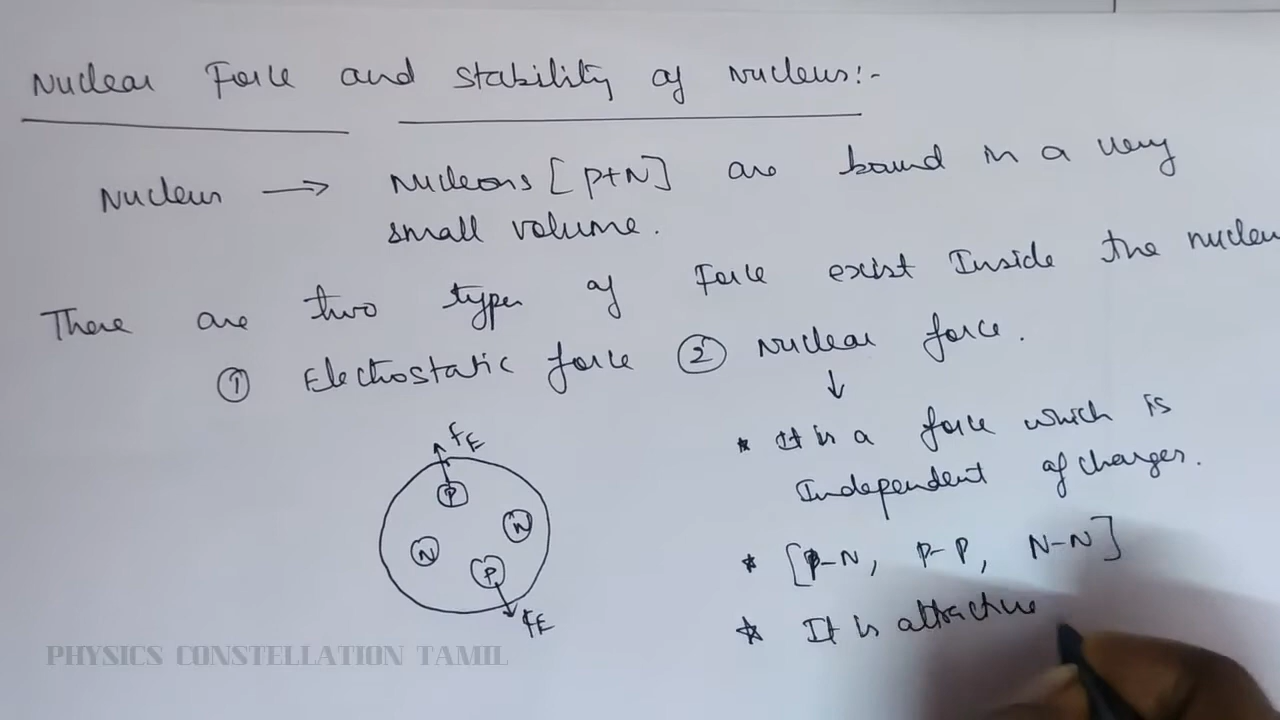 Nuclear Force and stability of Nucleus:-
Nucleus → Nucleons [P+N] are bound in a very
small volume.
There are two types of Force exist Inside the nucleu
① Electrostatic force ② Nuclear force.
↓
* It is a force which is
Independent of charges.
* [P-N, P-P, N-N]
* It is attractive
FE
P
N
N
P
FE
PHYSICS CONSTELLATION TAMIL